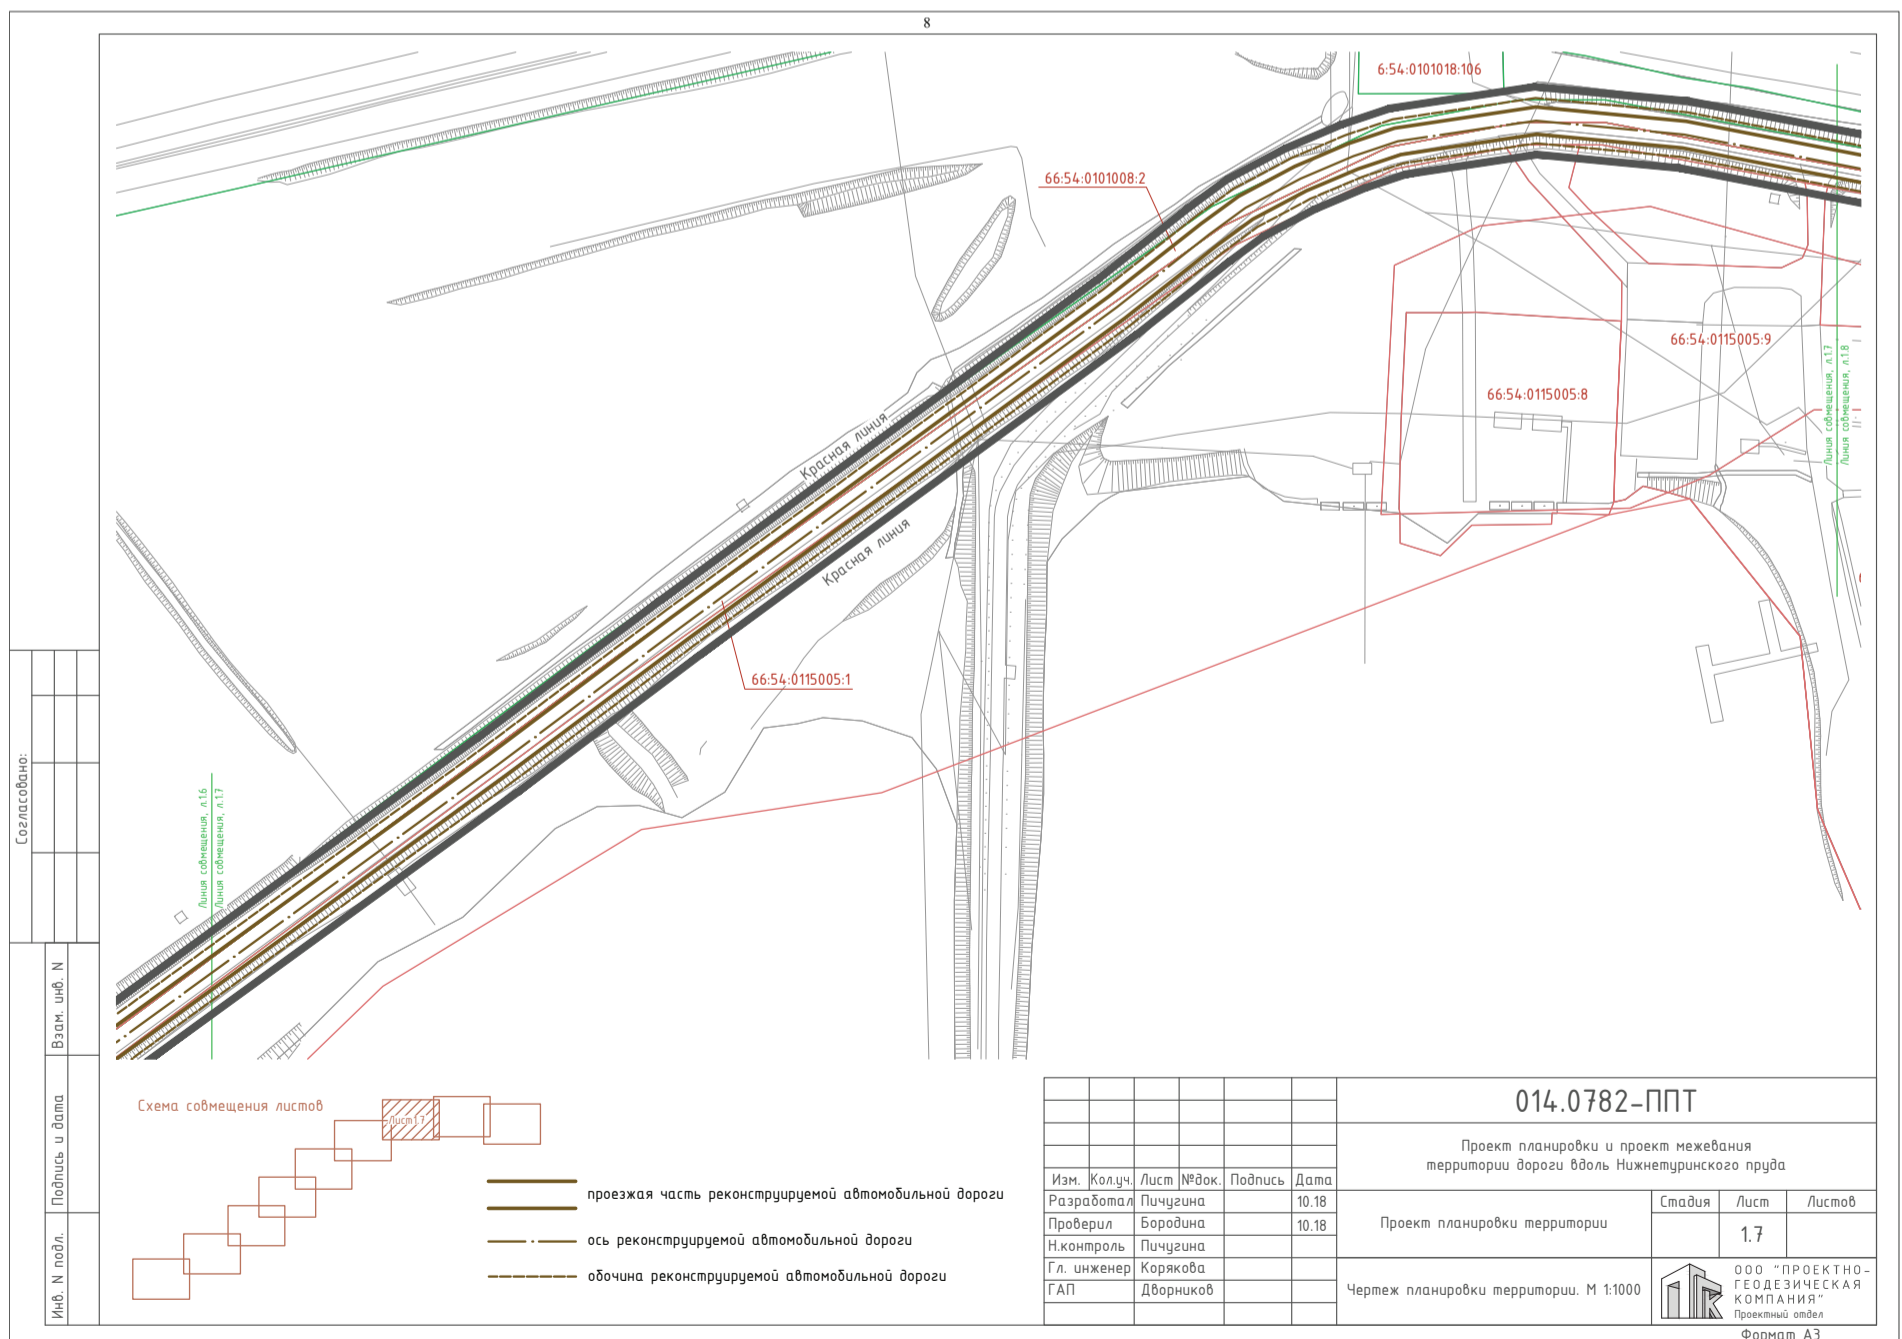 8
6:54:0101018:106
66:54:0101008:2
66:54:0115005:9
66:54:0115005:8
Линия совмещения, л.1.7
Линия совмещения, л.1.8
Красная линия
Красная линия
66:54:0115005:1
Линия совмещения, л.1.6
Линия совмещения, л.1.7
Согласовано:
Взам. инв. N
Подпись и дата
Инв. N подл.
Схема совмещения листов
Лист1.7
проезжая часть реконструируемой автомобильной дороги
ось реконструируемой автомобильной дороги
обочина реконструируемой автомобильной дороги
014.0782-ППТ
Проект планировки и проект межевания
территории дороги вдоль Нижнетуринского пруда
Изм. Кол.уч. Лист №док. Подпись Дата
Разработал Пичугина 10.18
Проверил Бородина 10.18
Н.контроль Пичугина
Гл. инженер Корякова
ГАП Дворников
Проект планировки территории
Стадия Лист Листов
1.7
Чертеж планировки территории. М 1:1000
ООО "ПРОЕКТНО-
ГЕОДЕЗИЧЕСКАЯ
КОМПАНИЯ"
Проектный отдел
Формат А3